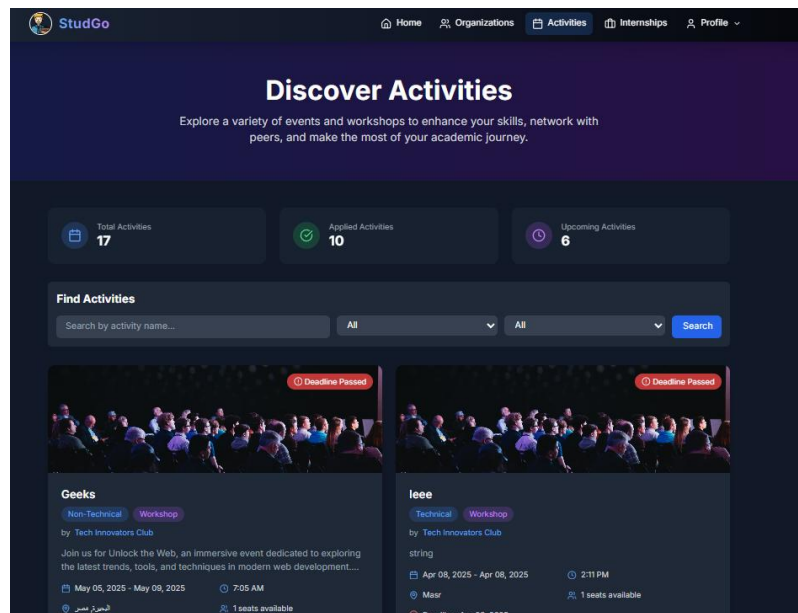 StudGo
Home
Organizations
Activities
Internships
Profile
Discover Activities
Explore a variety of events and workshops to enhance your skills, network with
peers, and make the most of your academic journey.
Total Activities
17
Applied Activities
10
Upcoming Activities
6
Find Activities
Search by activity name...
All
All
Search
Deadline Passed
Geeks
Non-Technical
Workshop
by Tech Innovators Club
Join us for Unlock the Web, an immersive event dedicated to exploring
the latest trends, tools, and techniques in modern web development....
May 05, 2025 - May 09, 2025
7:05 AM
البحيرة, مصر
1 seats available
Deadline Passed
Ieee
Technical
Workshop
by Tech Innovators Club
string
Apr 08, 2025 - Apr 08, 2025
2:11 PM
Masr
1 seats available